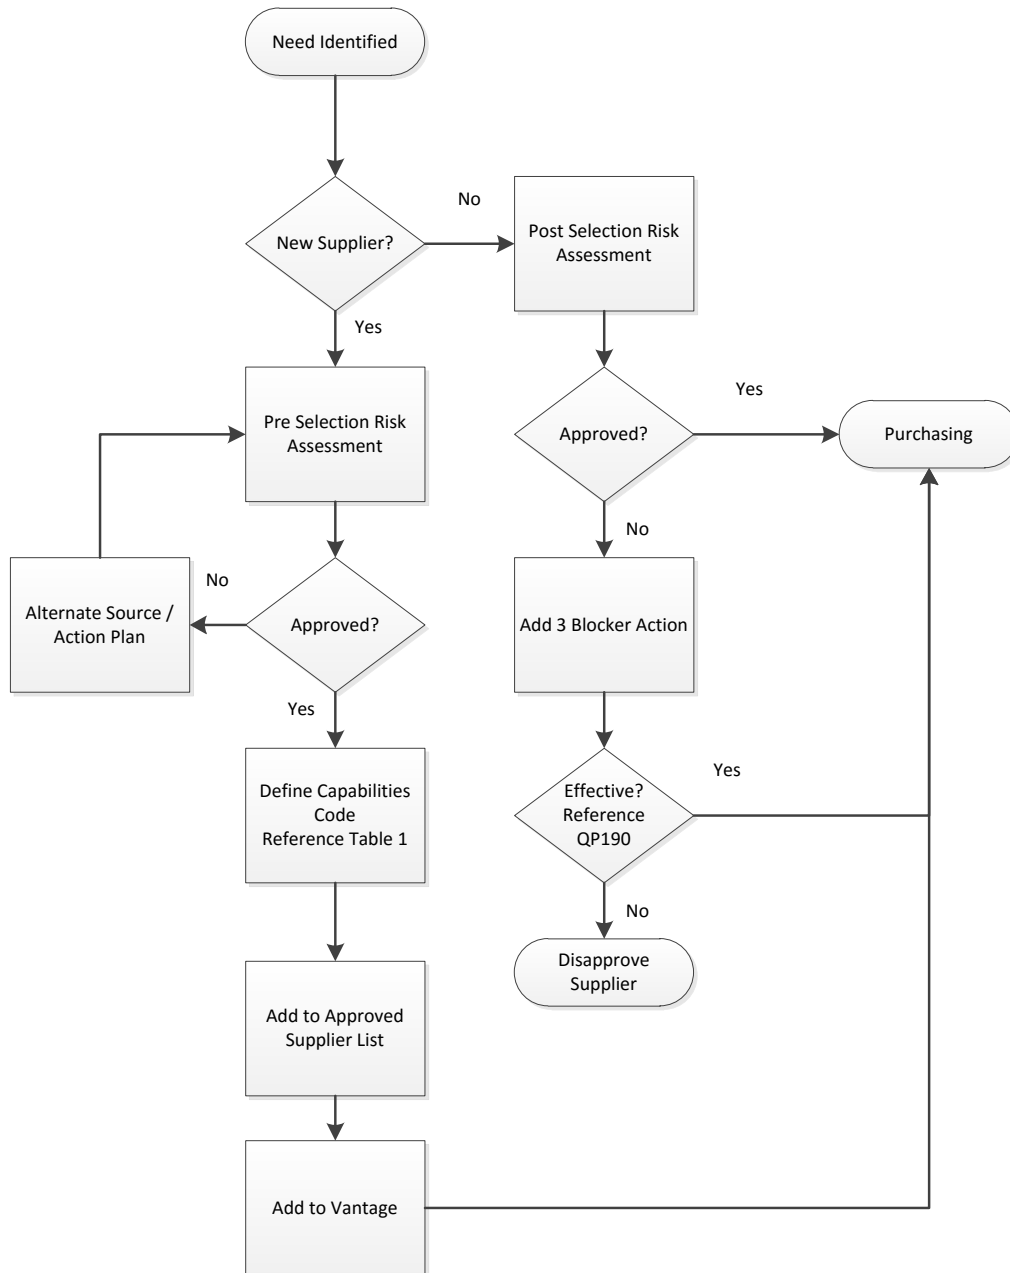 Need Identified
No
New Supplier?
Post Selection Risk
Assessment
Yes
Pre Selection Risk
Assessment
Approved?
Yes
Purchasing
No
No
Alternate Source /
Action Plan
Approved?
Add 3 Blocker Action
Yes
Define Capabilities
Code
Reference Table 1
Effective?
Reference
QP190
Yes
No
Disapprove
Supplier
Add to Approved
Supplier List
Add to Vantage